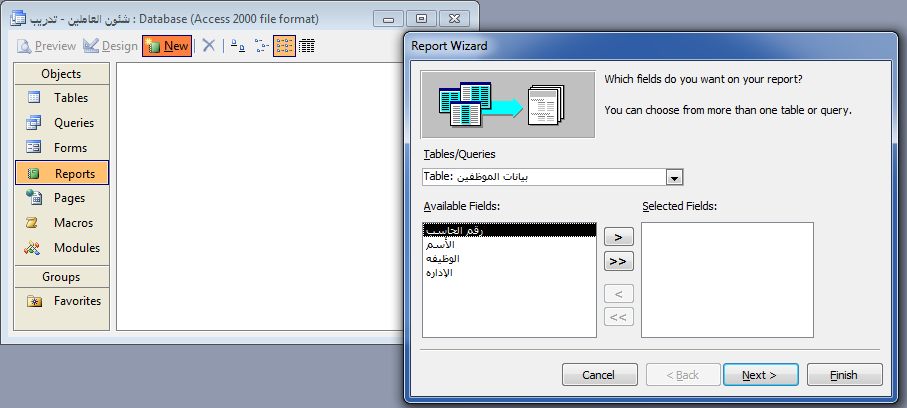 شئون العاملين - تدريب : Database (Access 2000 file format)
Preview Design New
Objects
Tables
Queries
Forms
Reports
Pages
Macros
Modules
Groups
Favorites
Report Wizard
Which fields do you want on your report?
You can choose from more than one table or query.
Tables/Queries
Table: بيانات الموظفين
Available Fields:
رقم الحاسب
الأسم
الوظيفه
الإداره
>
>>
<
<<
Selected Fields:
Cancel < Back Next > Finish